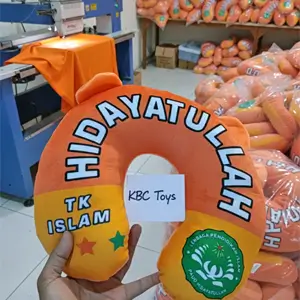 HIDAYATULLAH
TK
ISLAM
KBC Toys